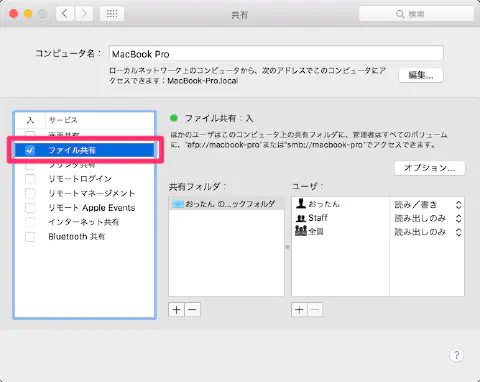 共有
検索
コンピュータ名：
MacBook Pro
ローカルネットワーク上のコンピュータから、次のアドレスでこのコンピュータにア
クセスできます：MacBook-Pro.local
編集...
入 サービス
画面共有
ファイル共有
プリンタ共有
リモートログイン
リモートマネージメント
リモート Apple Events
インターネット共有
Bluetooth 共有
ファイル共有：入
ほかのユーザはこのコンピュータ上の共有フォルダに、管理者はすべてのボリューム
に、"afp://macbook-pro"または"smb://macbook-pro"でアクセスできます。
オプション...
共有フォルダ：
おったん の...ックフォルダ
ユーザ：
おったん 読み／書き
Staff 読み出しのみ
全員 読み出しのみ
+ −
+ −
?